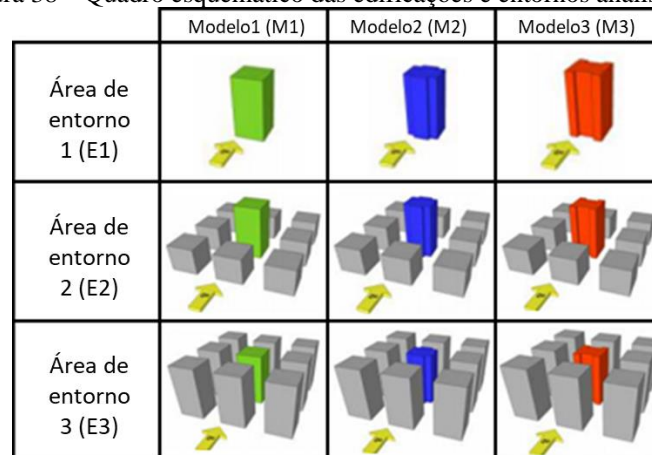 Quadro esquemático das edificações e entornos
Modelo1 (M1) Modelo2 (M2) Modelo3 (M3)
Área de
entorno
1 (E1)
Área de
entorno
2 (E2)
Área de
entorno
3 (E3)